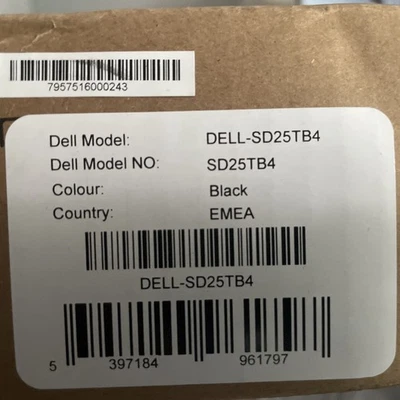 7957516000243
Dell Model: DELL-SD25TB4
Dell Model NO: SD25TB4
Colour: Black
Country: EMEA
DELL-SD25TB4
5 397184 961797